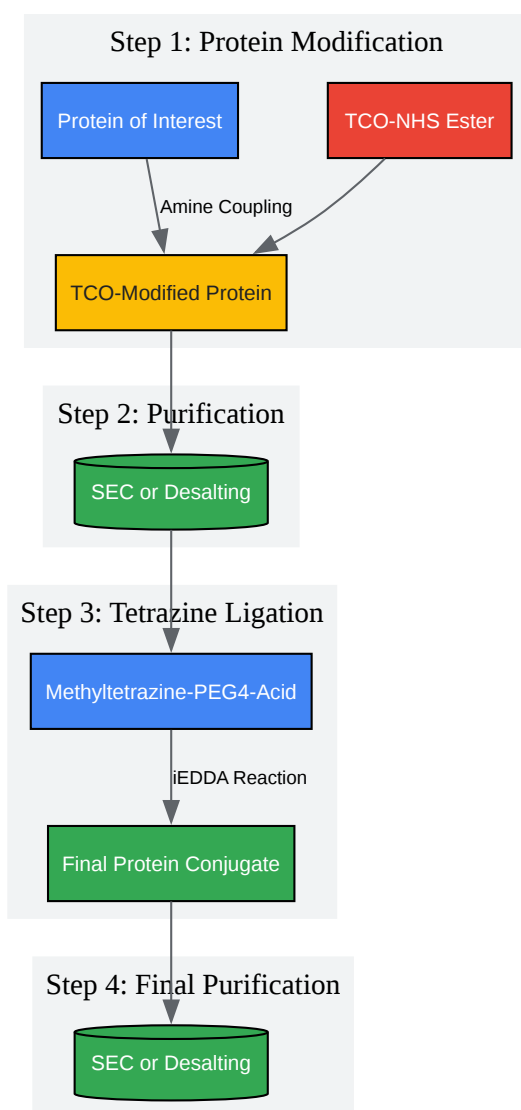 Step 1: Protein Modification
Protein of Interest
TCO-NHS Ester
Amine Coupling
TCO-Modified Protein
Step 2: Purification
SEC or Desalting
Step 3: Tetrazine Ligation
Methyltetrazine-PEG4-Acid
iEDDA Reaction
Final Protein Conjugate
Step 4: Final Purification
SEC or Desalting